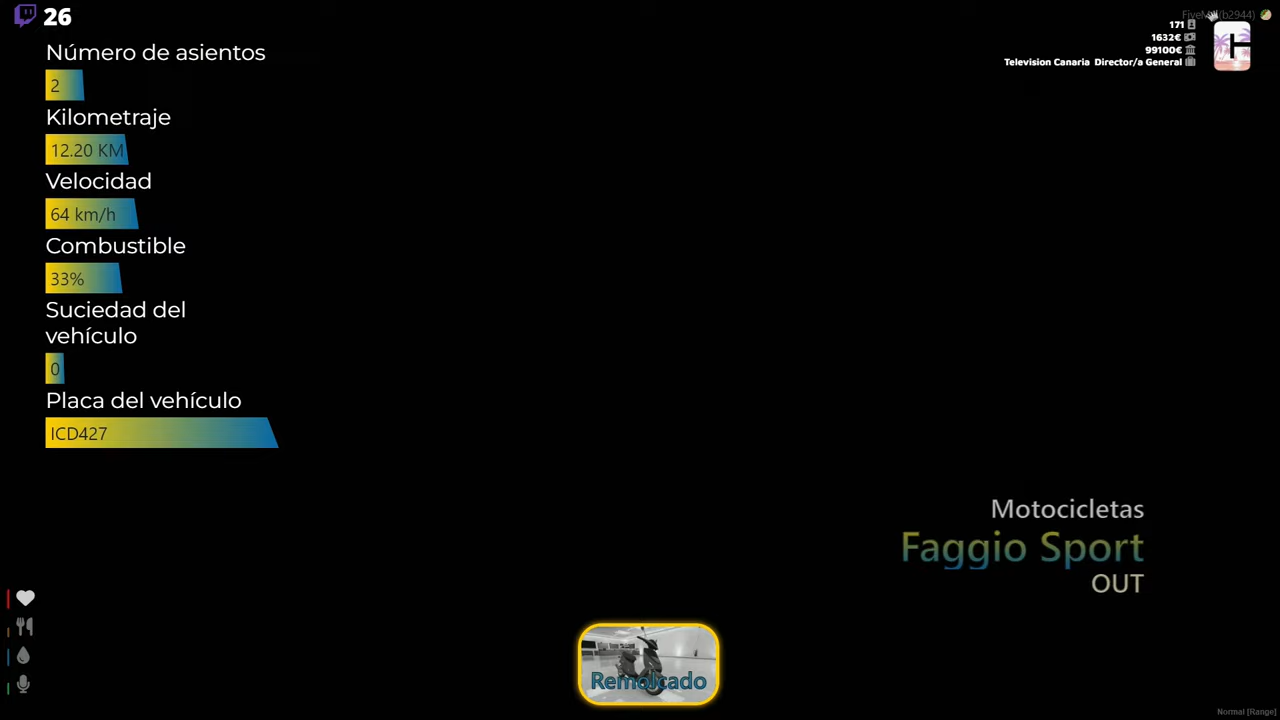 26
Número de asientos
2
Kilometraje
12.20 KM
Velocidad
64 km/h
Combustible
33%
Suciedad del
vehículo
0
Placa del vehículo
ICD427
171
1632€
99100€
Television Canaria Director/a General
Motocicletas
Faggio Sport
OUT
Remolcado
Normal [Range]